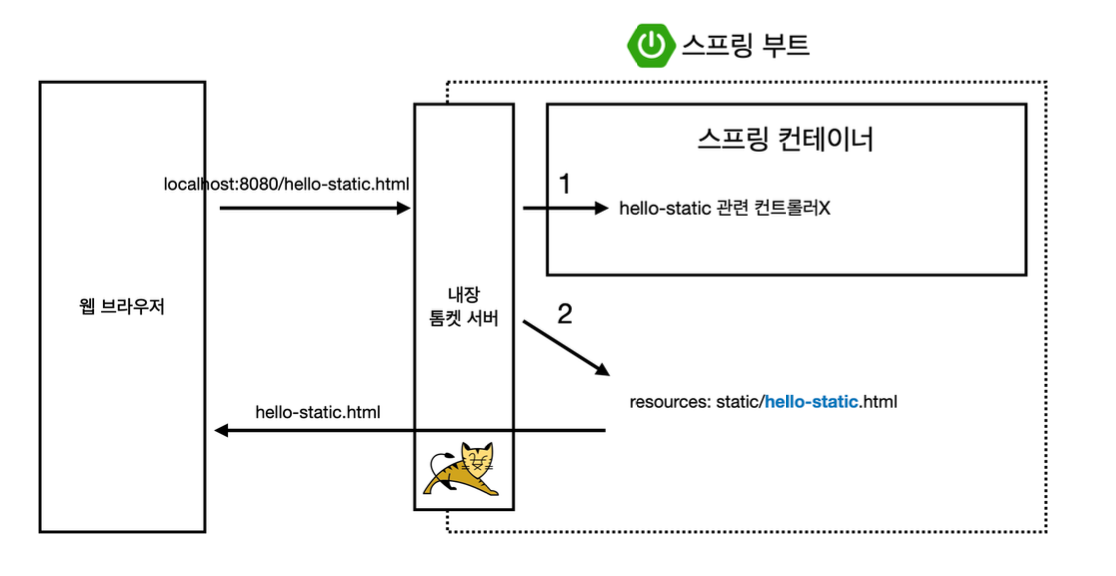 스프링 부트
스프링 컨테이너
localhost:8080/hello-static.html
1
hello-static 관련 컨트롤러X
웹 브라우저
내장
톰켓 서버
2
resources: static/hello-static.html
hello-static.html